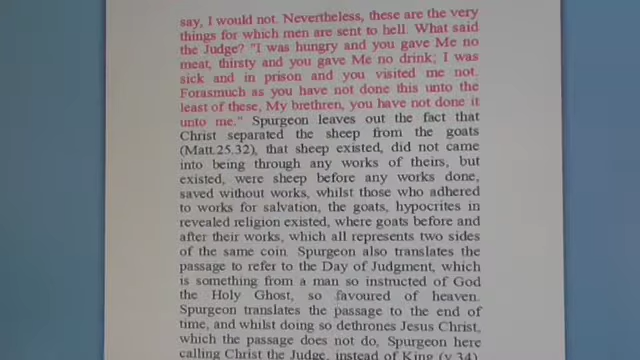 say, I would not. Nevertheless, these are the very
things for which men are sent to hell. What said
the Judge? "I was hungry and you gave Me no
meat, thirsty and you gave Me no drink; I was
sick and in prison and you visited me not.
Forasmuch as you have not done this unto the
least of these, My brethren, you have not done it
unto me." Spurgeon leaves out the fact that
Christ separated the sheep from the goats
(Matt.25.32), that sheep existed, did not came
into being through any works of theirs, but
existed, were sheep before any works done,
saved without works, whilst those who adhered
to works for salvation, the goats, hypocrites in
revealed religion existed, where goats before and
after their works, which all represents two sides
of the same coin. Spurgeon also translates the
passage to refer to the Day of Judgment, which
is something from a man so instructed of God
the Holy Ghost, so favoured of heaven.
Spurgeon translates the passage to the end of
time, and whilst doing so dethrones Jesus Christ,
which the passage does not do, Spurgeon here
calling Christ the Judge, instead of King (v.34)